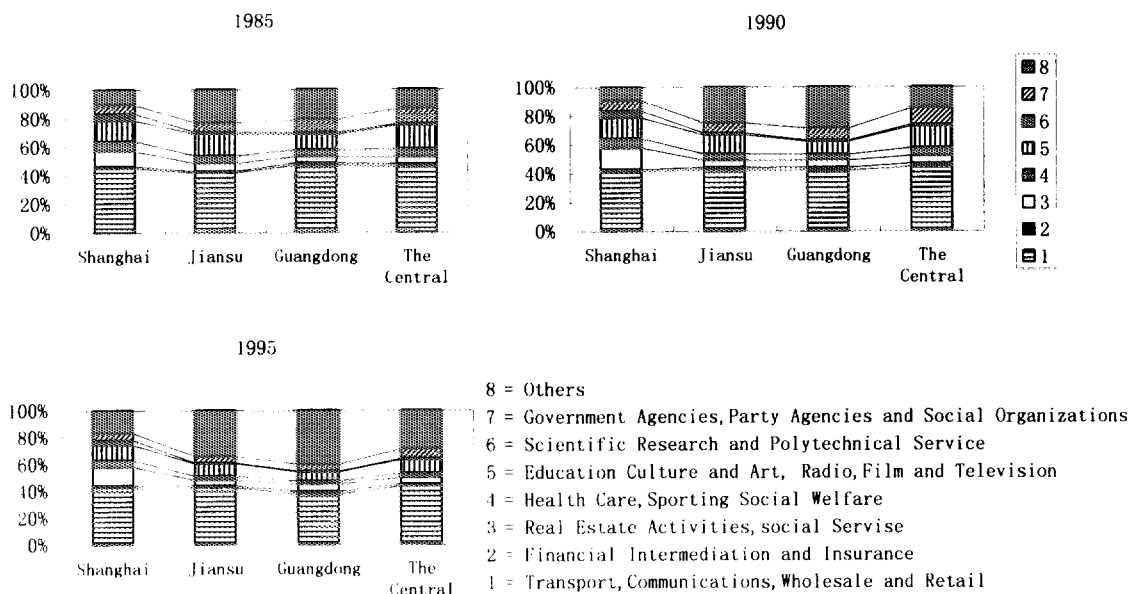 1985
100%
80%
60%
40%
20%
0%
Shanghai Jiansu Guangdong The Central
1990
100%
80%
60%
40%
20%
0%
Shanghai Jiansu Guangdong The Central
8
7
6
5
4
3
2
1
1995
100%
80%
60%
40%
20%
0%
Shanghai Jiansu Guangdong The Central
8 = Others
7 = Government Agencies, Party Agencies and Social Organizations
6 = Scientific Research and Polytechnical Service
5 = Education Culture and Art, Radio, Film and Television
4 = Health Care, Sporting Social Welfare
3 = Real Estate Activities, social Servise
2 = Financial Intermediation and Insurance
1 = Transport, Communications, Wholesale and Retail